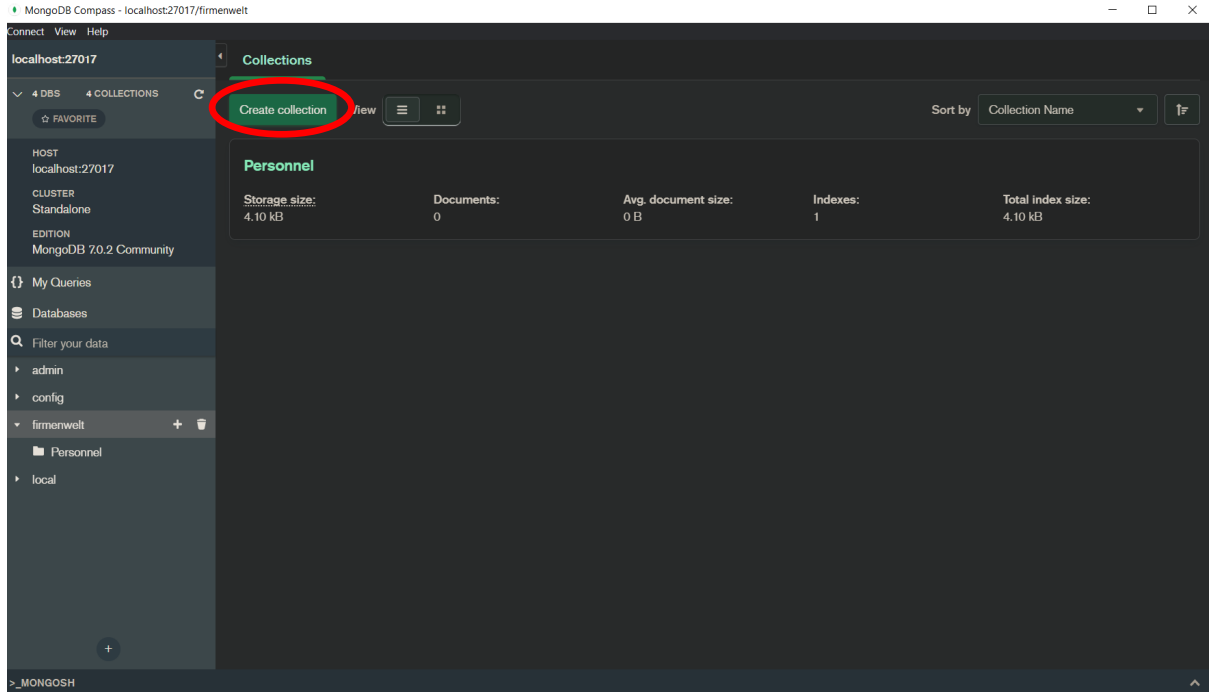 MongoDB Compass - localhost:27017/firmenwelt
Connect View Help
localhost:27017
4 DBS 4 COLLECTIONS
FAVORITE
HOST
localhost:27017
CLUSTER
Standalone
EDITION
MongoDB 7.0.2 Community
{} My Queries
Databases
Filter your data
admin
config
firmenwelt
Personnel
local
>_MONGOSH
Collections
Create collection View
Sort by Collection Name
Personnel
Storage size: Documents: Avg. document size: Indexes: Total index size:
4.10 kB 0 0 B 1 4.10 kB